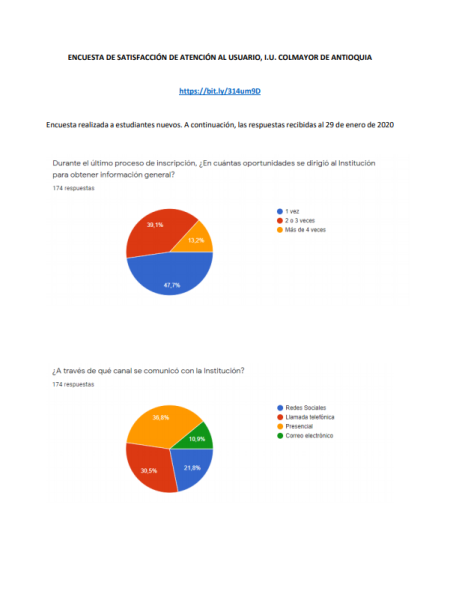 ENCUESTA DE SATISFACCIÓN DE ATENCIÓN AL USUARIO, I.U. COLMAYOR DE ANTIOQUIA
https://bit.ly/314um9D
Encuesta realizada a estudiantes nuevos. A continuación, las respuestas recibidas al 29 de enero de 2020
Durante el último proceso de inscripción, ¿En cuántas oportunidades se dirigió al Institución
para obtener información general?
174 respuestas
39,1%
13,2%
47,7%
1 vez
2 o 3 veces
Más de 4 veces
¿A través de qué canal se comunicó con la Institución?
174 respuestas
36,8%
10,9%
30,5%
21,8%
Redes Sociales
Llamada telefónica
Presencial
Correo electrónico